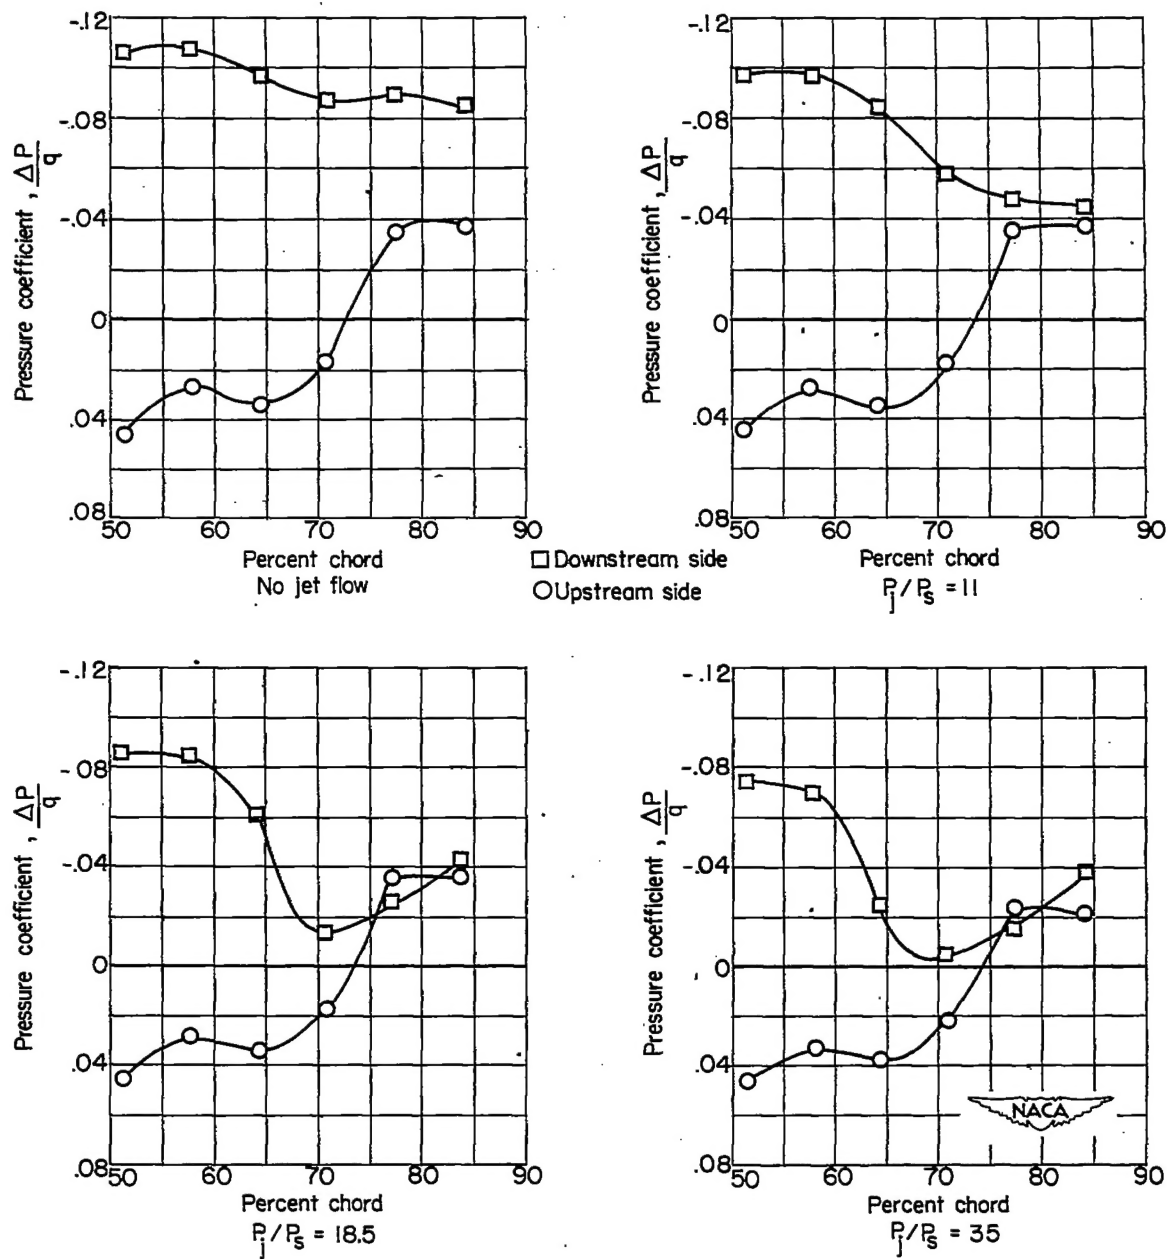 -.12
-.08
-.04
0
.04
.08
Pressure coefficient , ΔP/q
50 60 70 80 90
Percent chord
No jet flow
-.12
-.08
-.04
0
.04
.08
Pressure coefficient , ΔP/q
50 60 70 80 90
Percent chord
Pj/Ps = 11
Downstream side
Upstream side
-.12
-.08
-.04
0
.04
.08
Pressure coefficient , ΔP/q
50 60 70 80 90
Percent chord
Pj/Ps = 18.5
-.12
-.08
-.04
0
.04
.08
Pressure coefficient , ΔP/q
NACA
50 60 70 80 90
Percent chord
Pj/Ps = 35